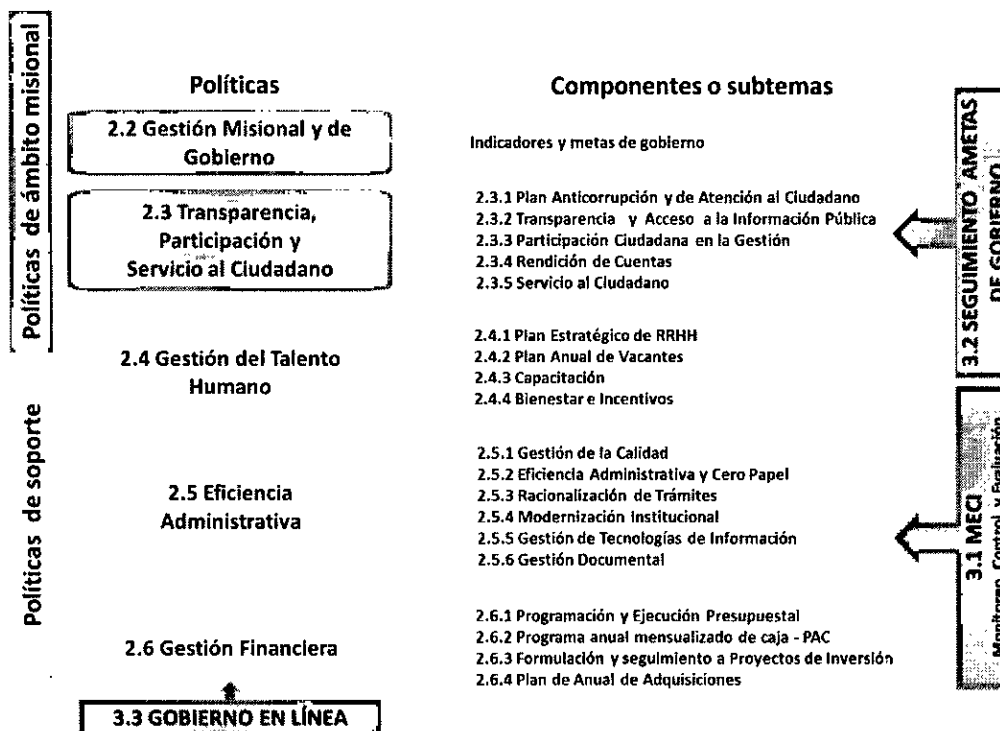 Políticas de ámbito misional
Políticas
Componentes o subtemas
2.2 Gestión Misional y de
Gobierno
Indicadores y metas de gobierno
2.3 Transparencia,
Participación y
Servicio al Ciudadano
2.3.1 Plan Anticorrupción y de Atención al Ciudadano
2.3.2 Transparencia y Acceso a la Información Pública
2.3.3 Participación Ciudadana en la Gestión
2.3.4 Rendición de Cuentas
2.3.5 Servicio al Ciudadano
3.2 SEGUIMIENTO AMETAS
DE GOBIERNO
Políticas de soporte
2.4 Gestión del Talento
Humano
2.4.1 Plan Estratégico de RRHH
2.4.2 Plan Anual de Vacantes
2.4.3 Capacitación
2.4.4 Bienestar e Incentivos
2.5 Eficiencia
Administrativa
2.5.1 Gestión de la Calidad
2.5.2 Eficiencia Administrativa y Cero Papel
2.5.3 Racionalización de Trámites
2.5.4 Modernización Institucional
2.5.5 Gestión de Tecnologías de Información
2.5.6 Gestión Documental
3.1 MECI
Monitoreo, Control y Evaluación
2.6 Gestión Financiera
2.6.1 Programación y Ejecución Presupuestal
2.6.2 Programa anual mensualizado de caja - PAC
2.6.3 Formulación y seguimiento a Proyectos de Inversión
2.6.4 Plan de Anual de Adquisiciones
3.3 GOBIERNO EN LÍNEA